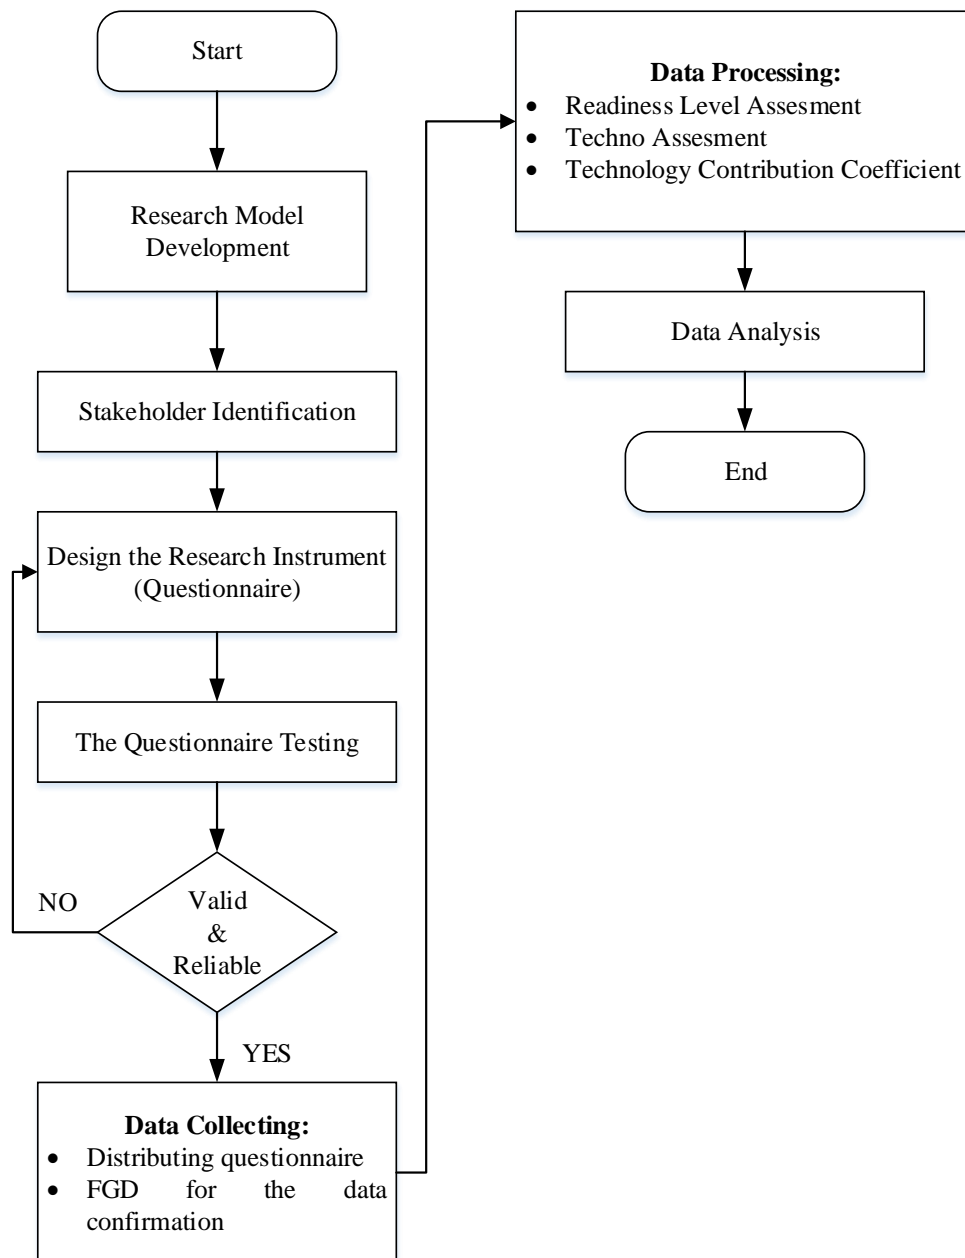 Start
Research Model
Development
Stakeholder Identification
Design the Research Instrument
(Questionnaire)
The Questionnaire Testing
NO
Valid
&
Reliable
YES
Data Collecting:
• Distributing questionnaire
• FGD for the data
confirmation
Data Processing:
• Readiness Level Assesment
• Techno Assesment
• Technology Contribution Coefficient
Data Analysis
End